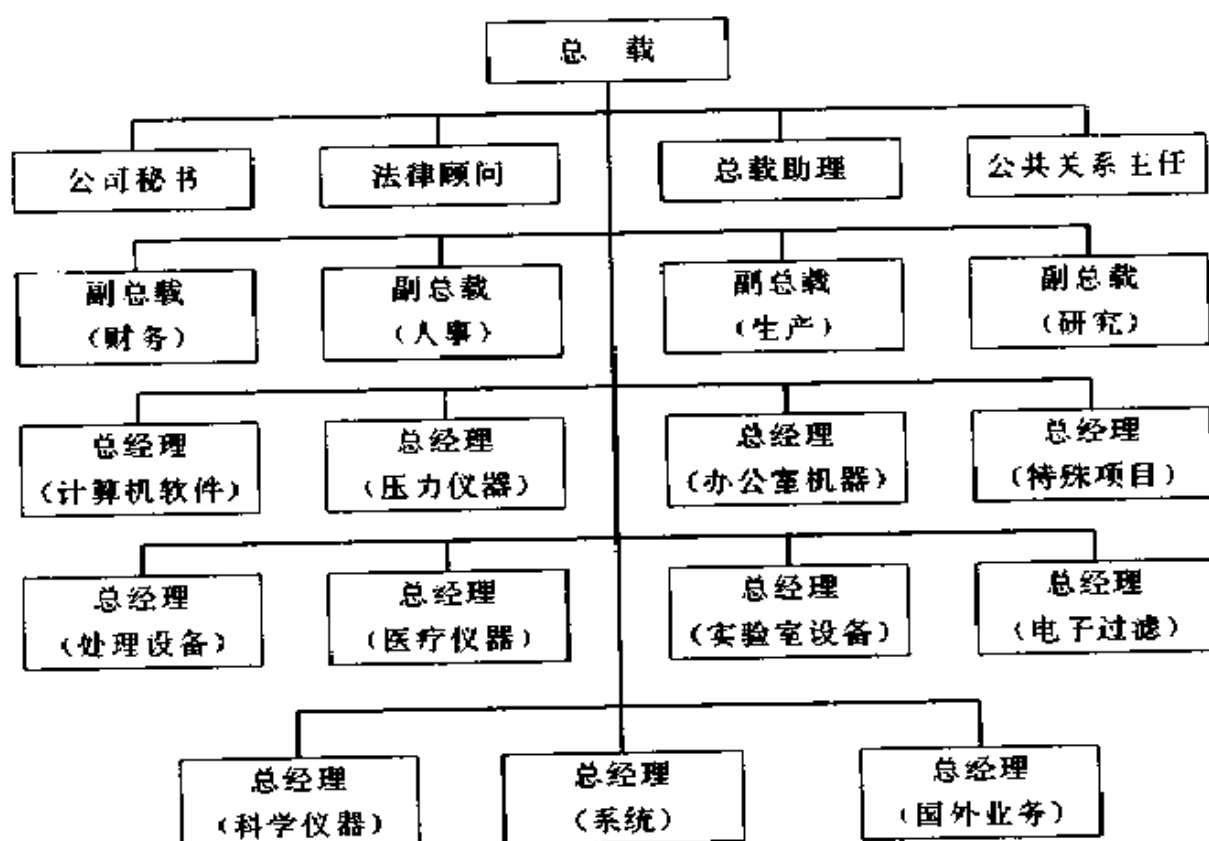 总 载
公司秘书
法律顾问
总载助理
公共关系主任
副总载
(财务)
副总载
(人事)
副总载
(生产)
副总载
(研究)
总经理
(计算机软件)
总经理
(压力仪器)
总经理
(办公室机器)
总经理
(特殊项目)
总经理
(处理设备)
总经理
(医疗仪器)
总经理
(实验室设备)
总经理
(电子过滤)
总经理
(科学仪器)
总经理
(系统)
总经理
(国外业务)